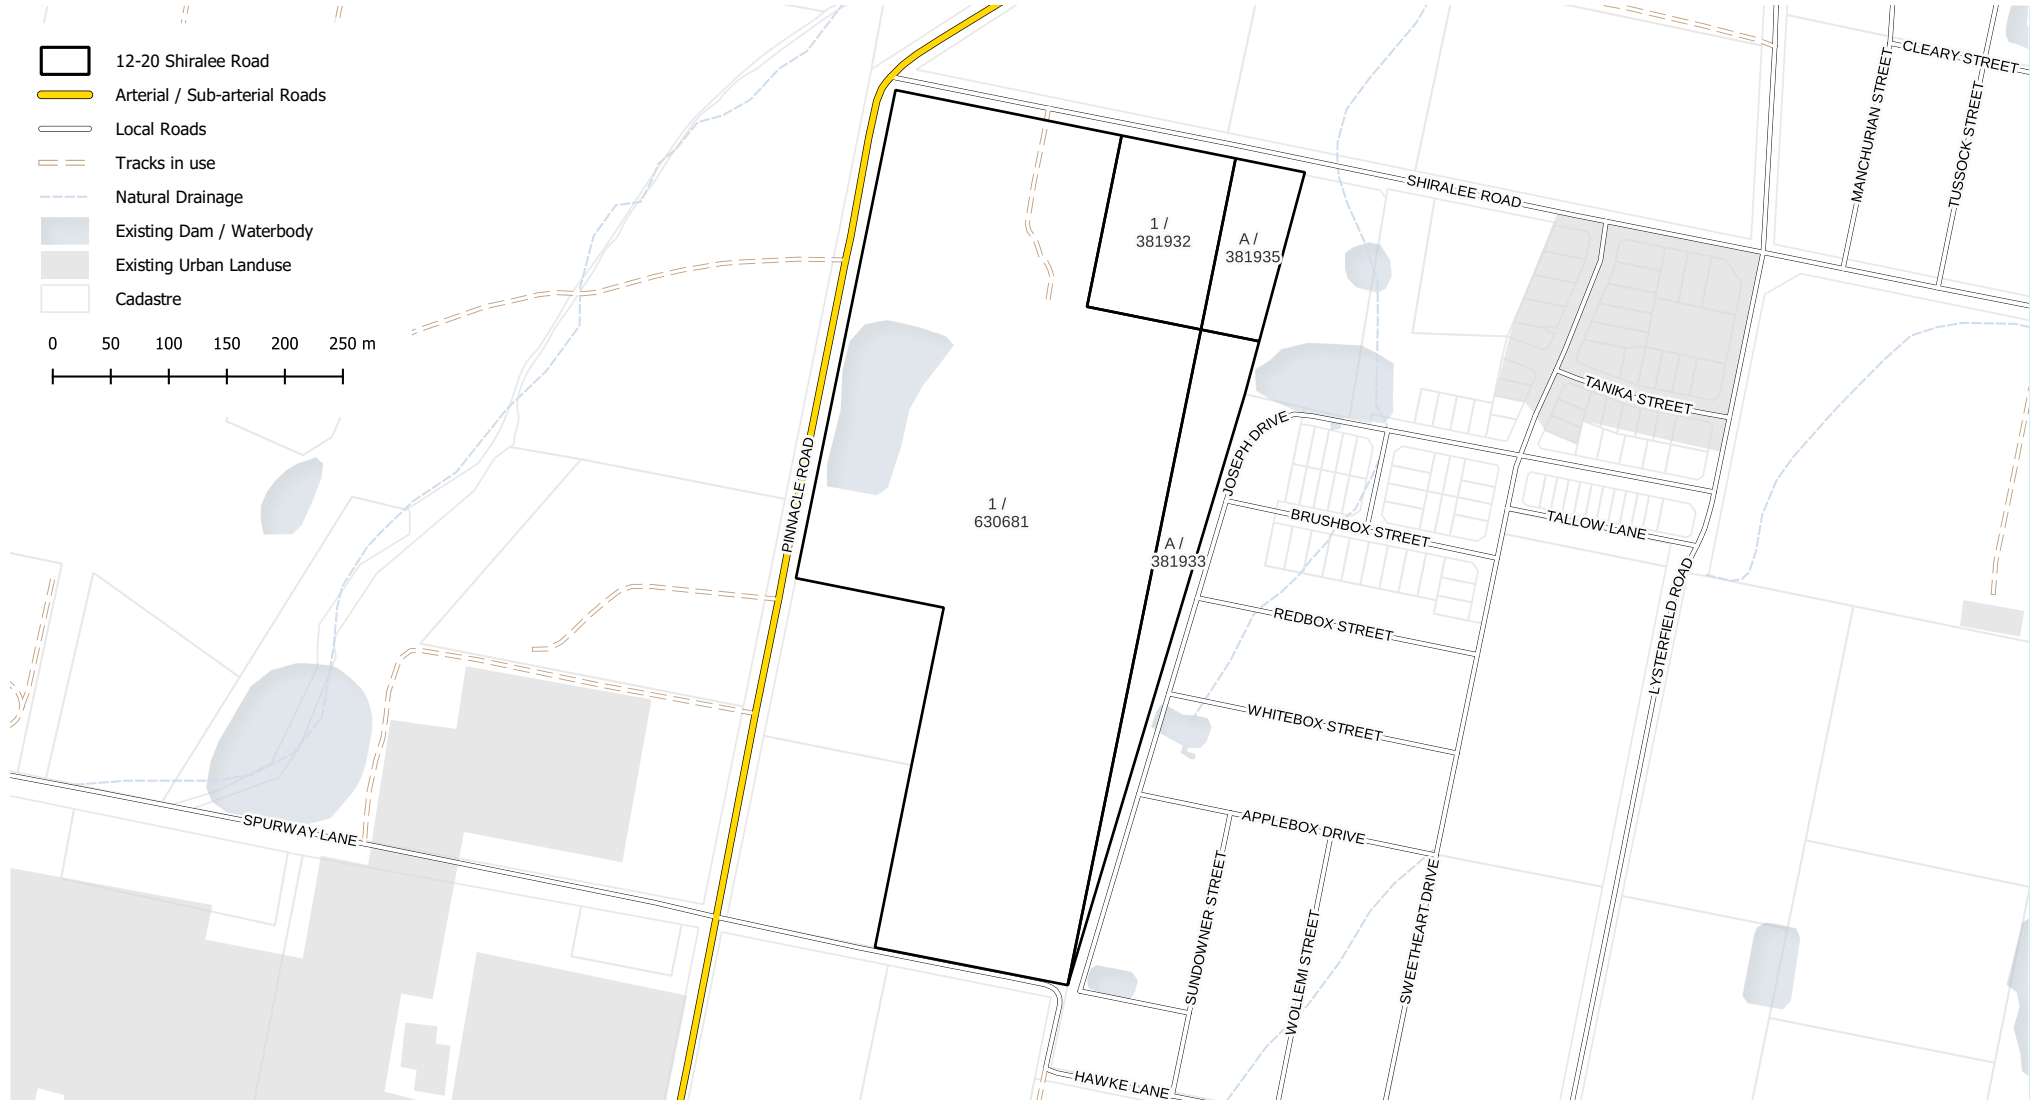 12-20 Shiralee Road
Arterial / Sub-arterial Roads
Local Roads
Tracks in use
Natural Drainage
Existing Dam / Waterbody
Existing Urban Landuse
Cadastre
0 50 100 150 200 250 m
CLEARY STREET
MANCHURIAN STREET
TUSSOCK STREET
SHIRALEE ROAD
1 /
381932
A /
381935
TANIKA STREET
JOSEPH DRIVE
PINNACLE ROAD
1 /
630681
BRUSHBOX STREET
TALLOW LANE
A /
381933
REDBOX STREET
LYSTERFIELD ROAD
WHITEBOX STREET
SPURWAY LANE
APPLEBOX DRIVE
SUNDOWNER STREET
WOLLEMI STREET
SWEETHEART DRIVE
HAWKE LANE